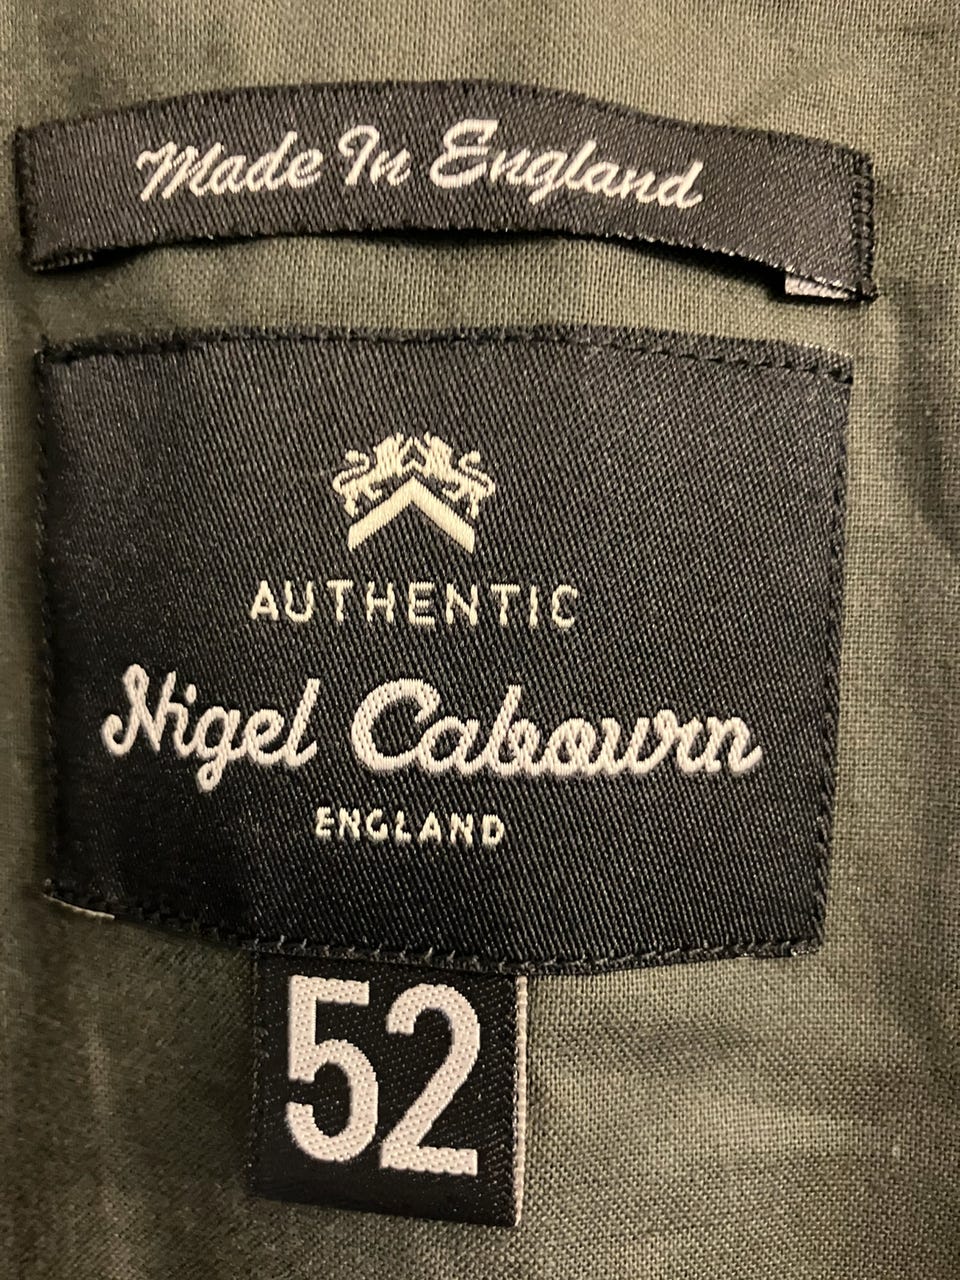 Made In England
AUTHENTIC
Nigel Cabourn
ENGLAND
52